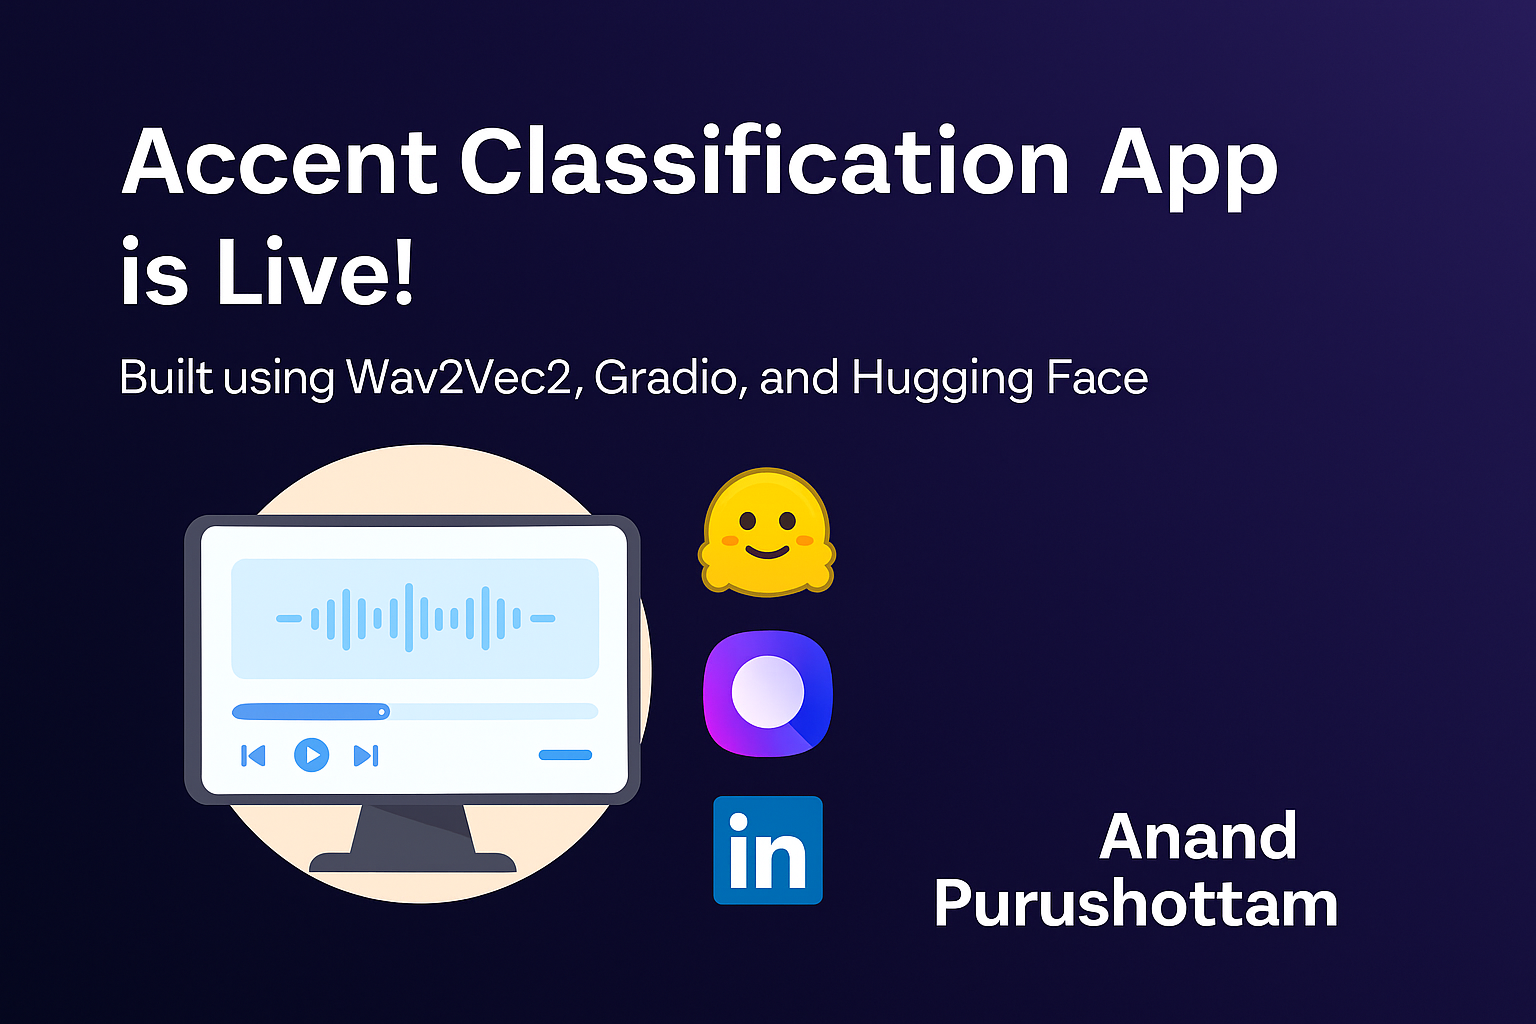 Accent Classification App
is Live!
Built using Wav2Vec2, Gradio, and Hugging Face
in
Anand
Purushottam